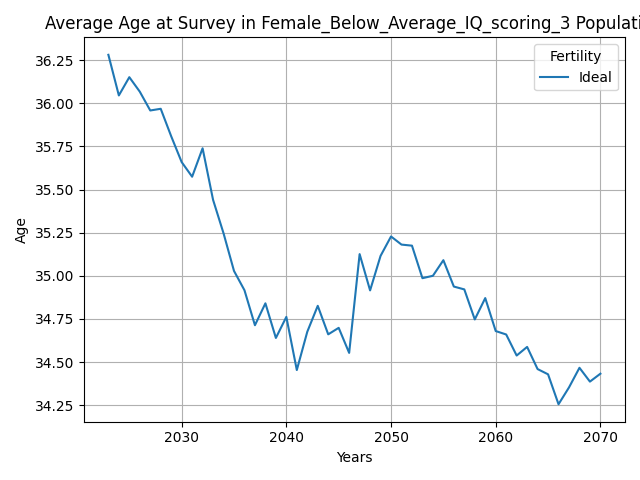 Average Age at Survey in Female_Below_Average_IQ_scoring_3 Populati
36.25
36.00
35.75
35.50
35.25
35.00
34.75
34.50
34.25
Age
Fertility
Ideal
2030 2040 2050 2060 2070
Years